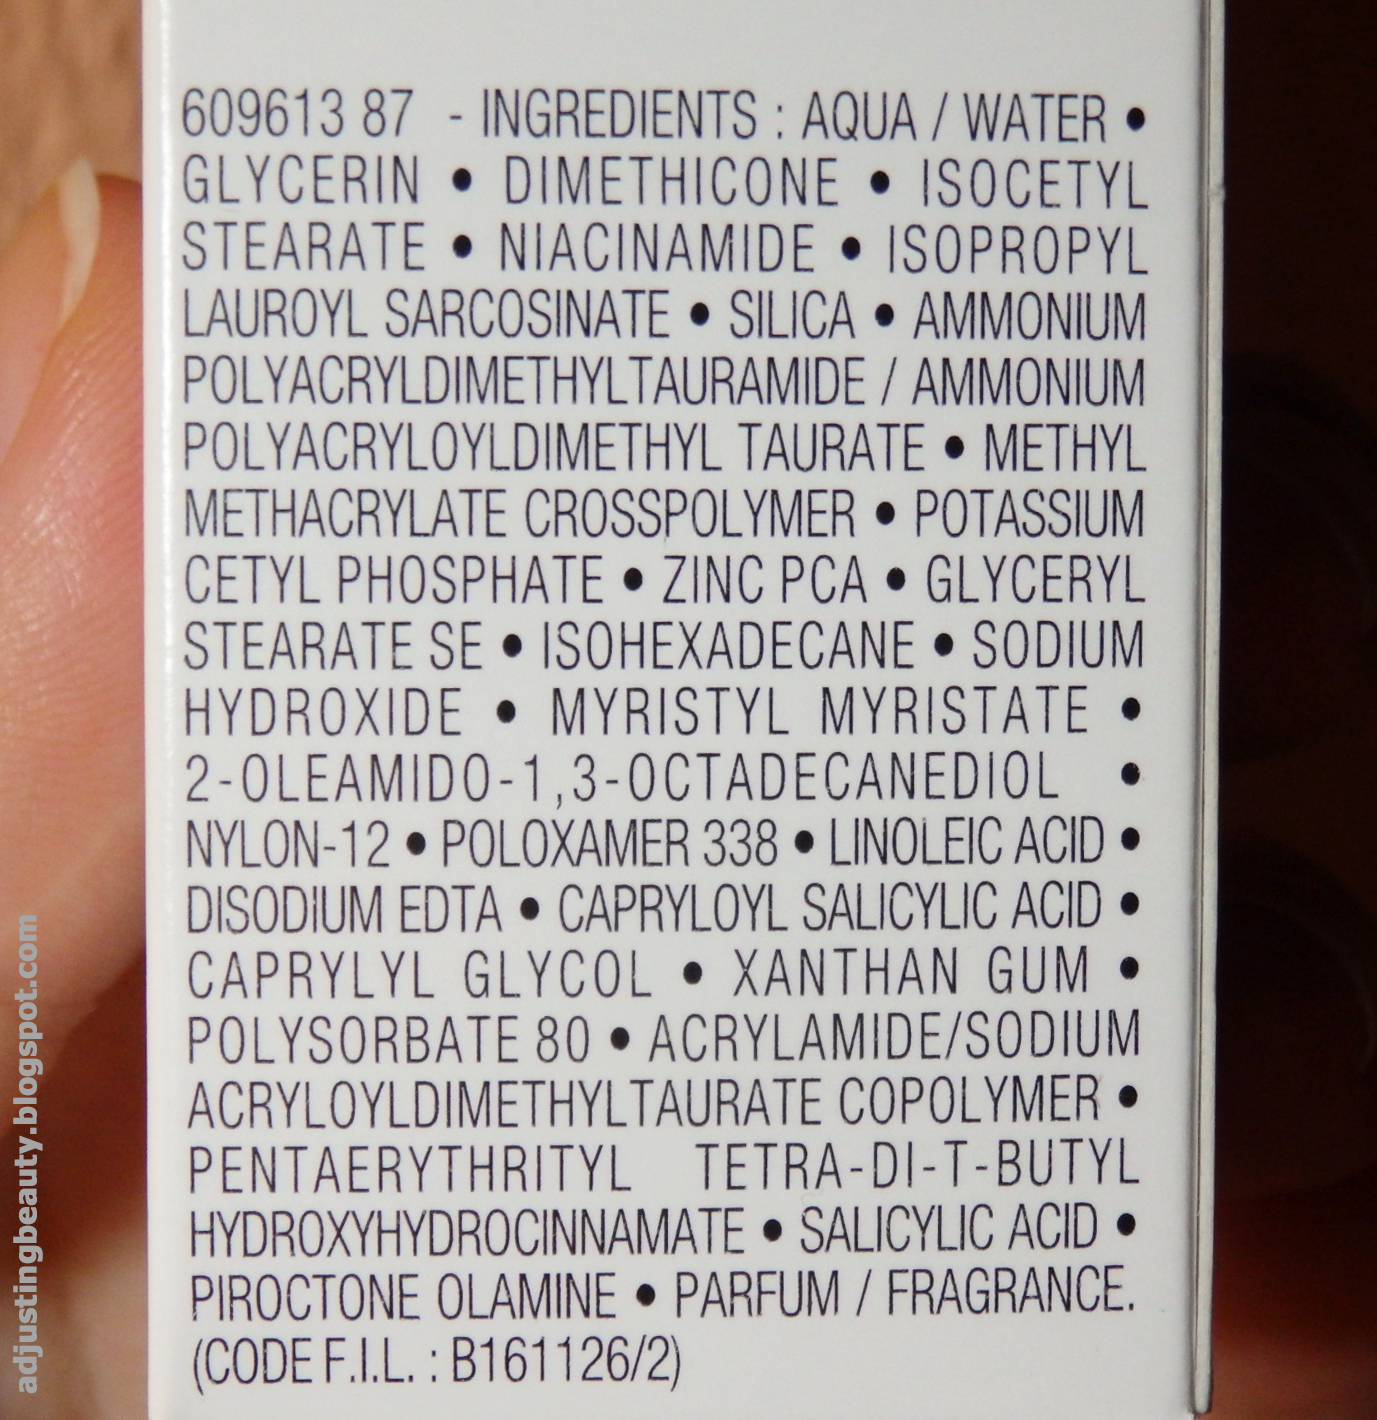 609613 87 - INGREDIENTS : AQUA / WATER •
GLYCERIN • DIMETHICONE • ISOCETYL
STEARATE • NIACINAMIDE • ISOPROPYL
LAUROYL SARCOSINATE • SILICA • AMMONIUM
POLYACRYLDIMETHYLTAURAMIDE / AMMONIUM
POLYACRYLOYLDIMETHYL TAURATE • METHYL
METHACRYLATE CROSSPOLYMER • POTASSIUM
CETYL PHOSPHATE • ZINC PCA • GLYCERYL
STEARATE SE • ISOHEXADECANE • SODIUM
HYDROXIDE • MYRISTYL MYRISTATE •
2-OLEAMIDO-1,3-OCTADECANEDIOL •
NYLON-12 • POLOXAMER 338 • LINOLEIC ACID •
DISODIUM EDTA • CAPRYLOYL SALICYLIC ACID •
CAPRYLYL GLYCOL • XANTHAN GUM •
POLYSORBATE 80 • ACRYLAMIDE/SODIUM
ACRYLOYLDIMETHYLTAURATE COPOLYMER •
PENTAERYTHRITYL TETRA-DI-T-BUTYL
HYDROXYHYDROCINNAMATE • SALICYLIC ACID •
PIROCTONE OLAMINE • PARFUM / FRAGRANCE.
(CODE F.I.L. : B161126/2)
adjustingbeauty.blogspot.com